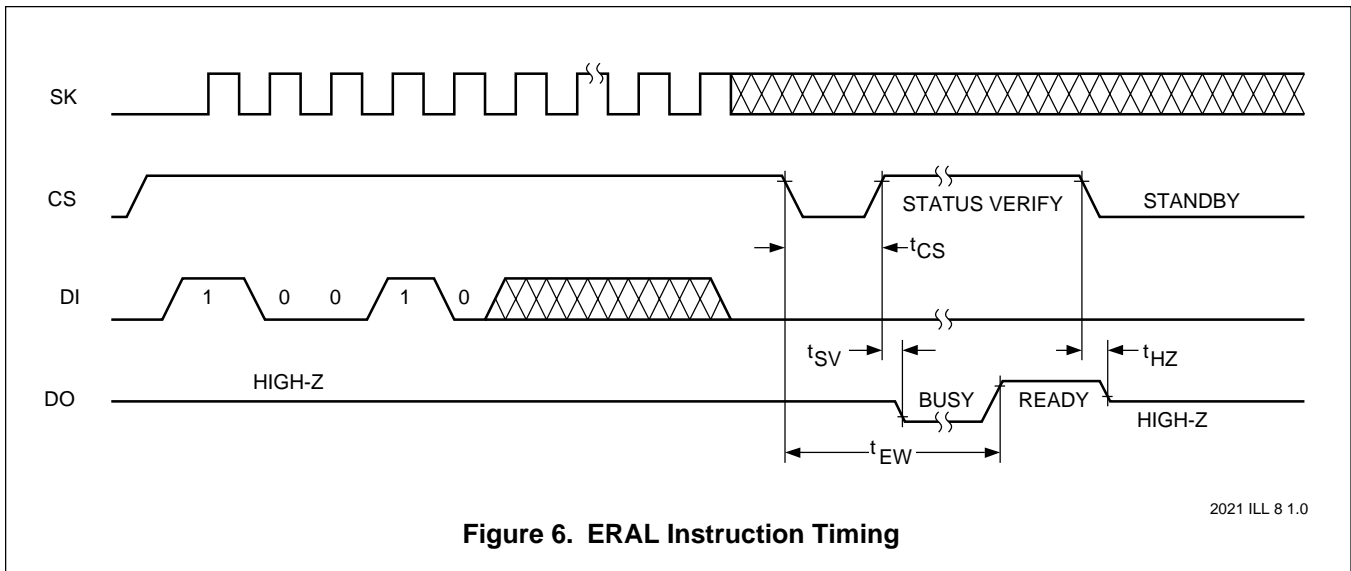 SK
CS
STATUS VERIFY
STANDBY
tCS
DI
1 0 0 1 0
tSV
tHZ
DO
HIGH-Z
BUSY
READY
HIGH-Z
tEW
2021 ILL 8 1.0
Figure 6. ERAL Instruction Timing